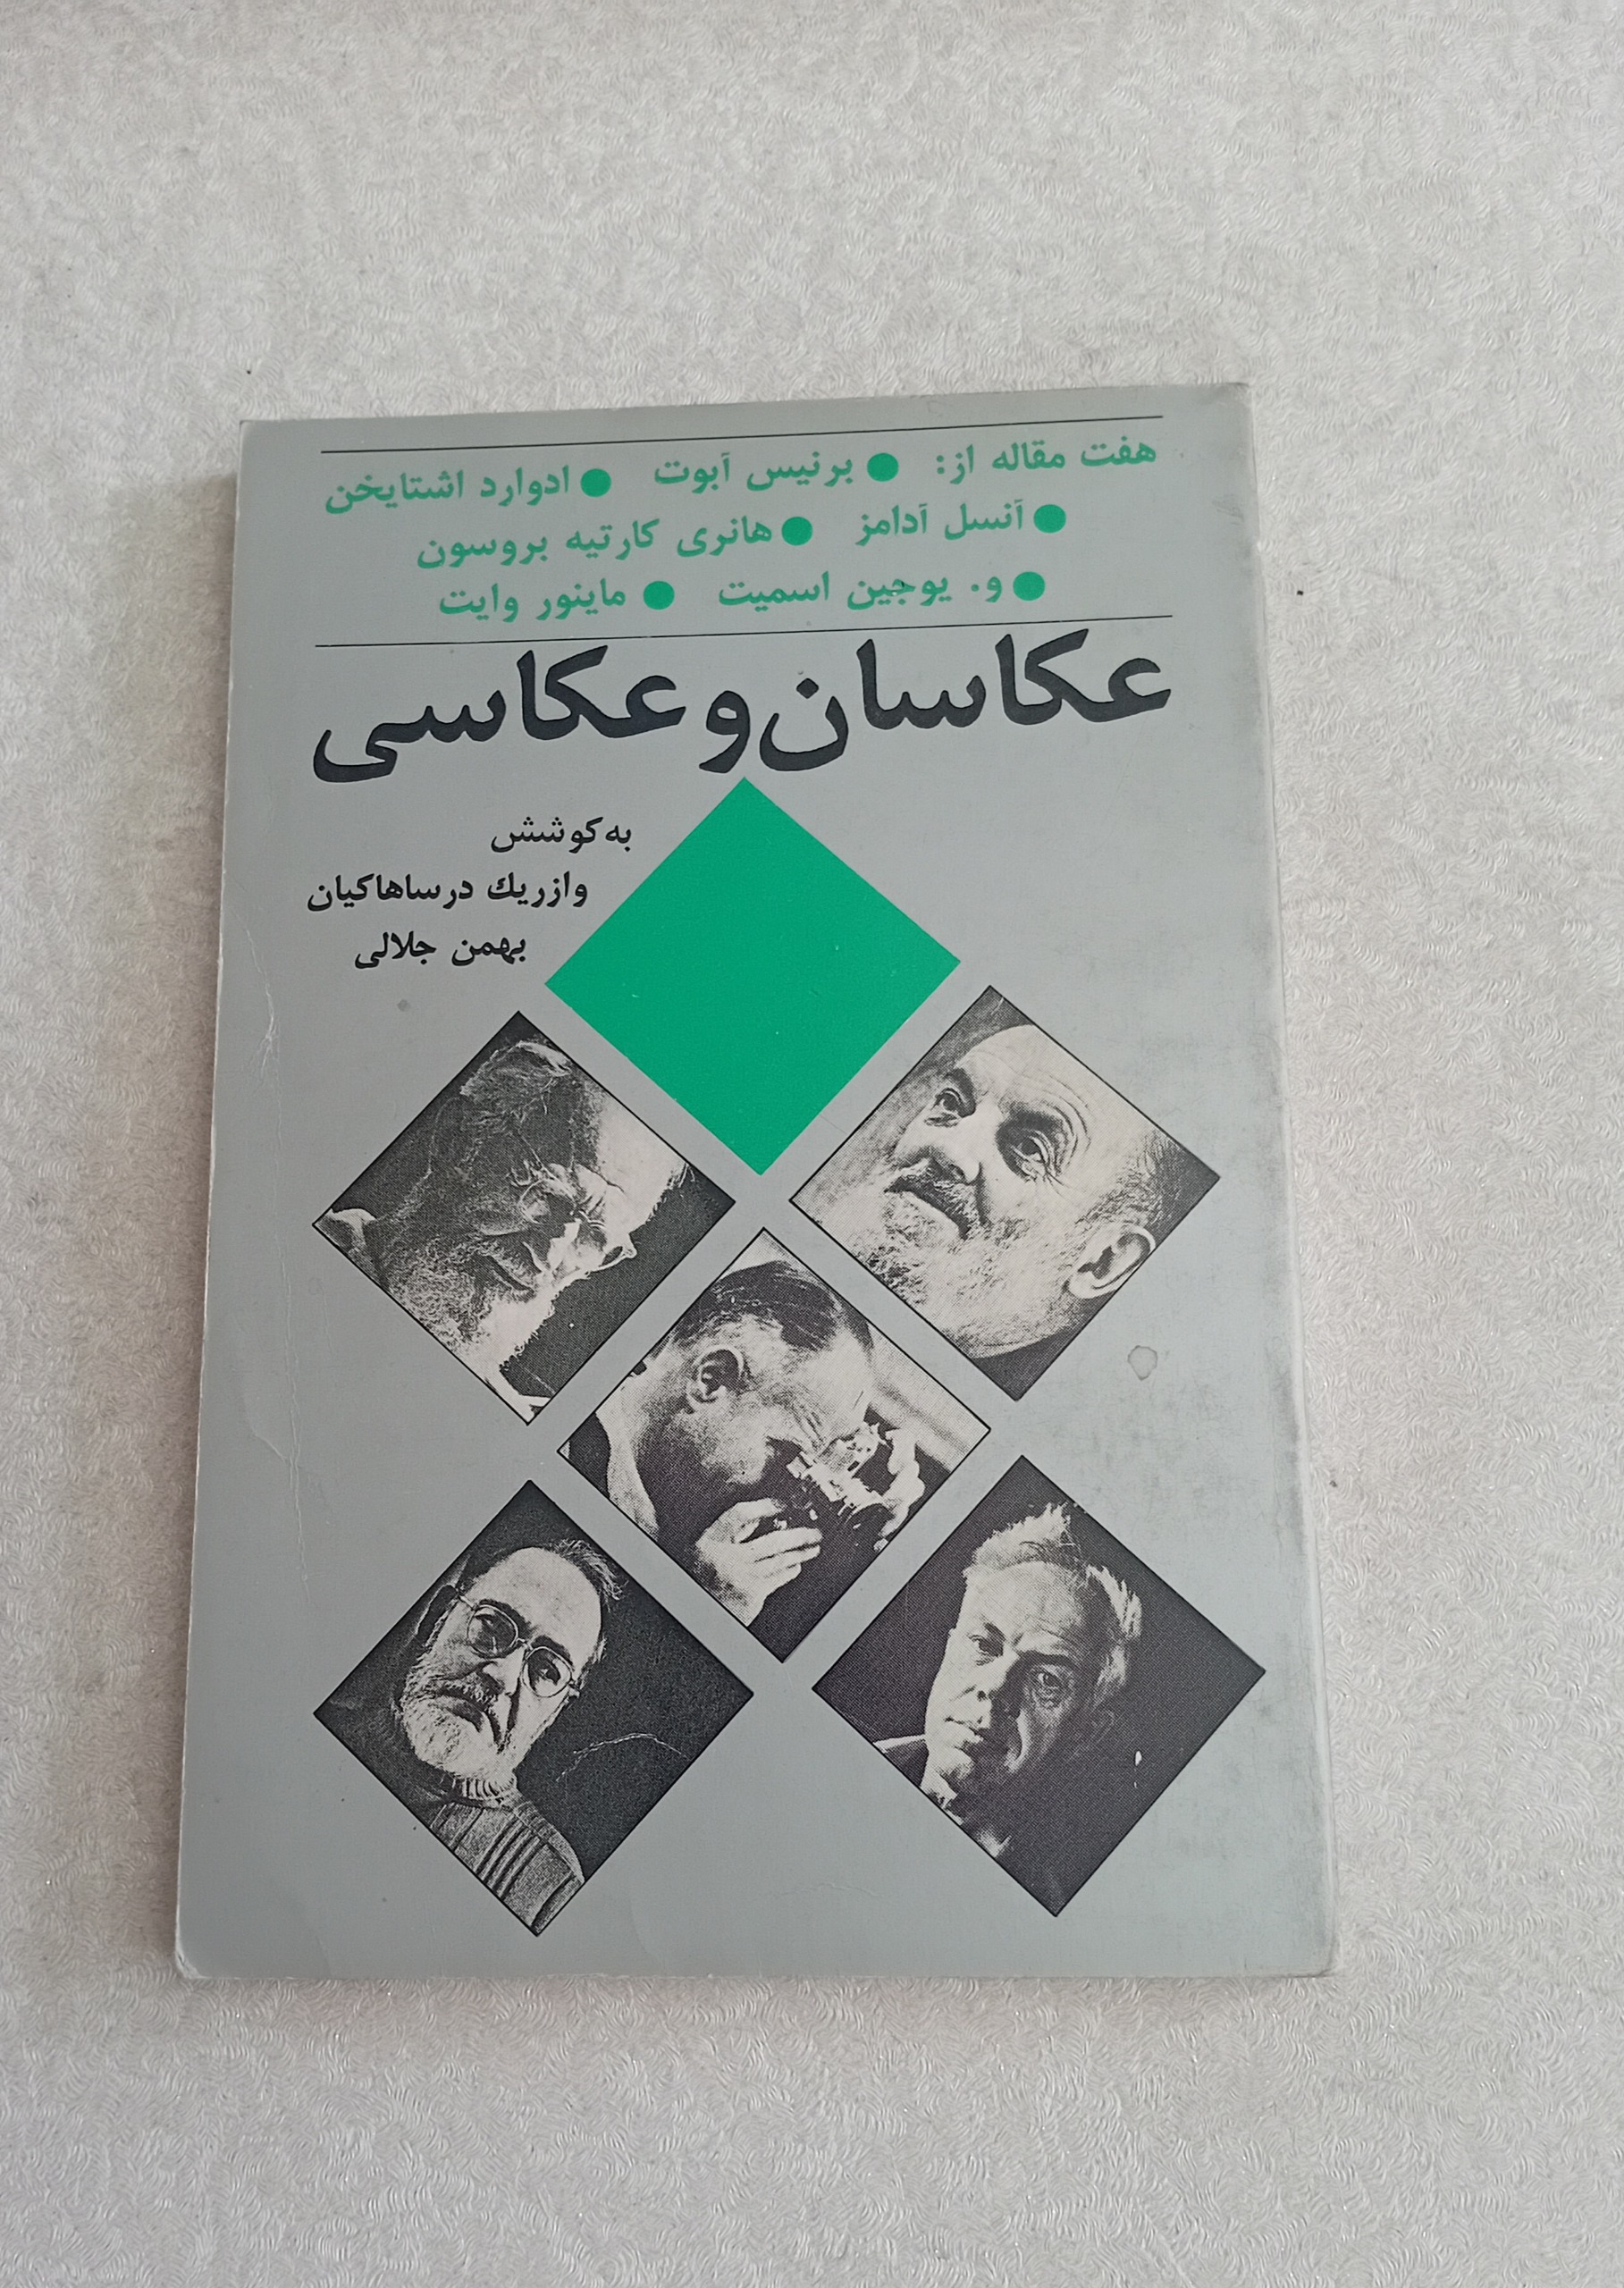 هفت مقاله از: ● برنیس آبوت ● ادوارد اشتایخن
● آنسل آدامز ● هانری کارتیه بروسون
● و. یوجین اسمیت ● ماینور وایت
عکاسان و عکاسی
به کوشش
وازریك درساهاکیان
بهمن جلالی